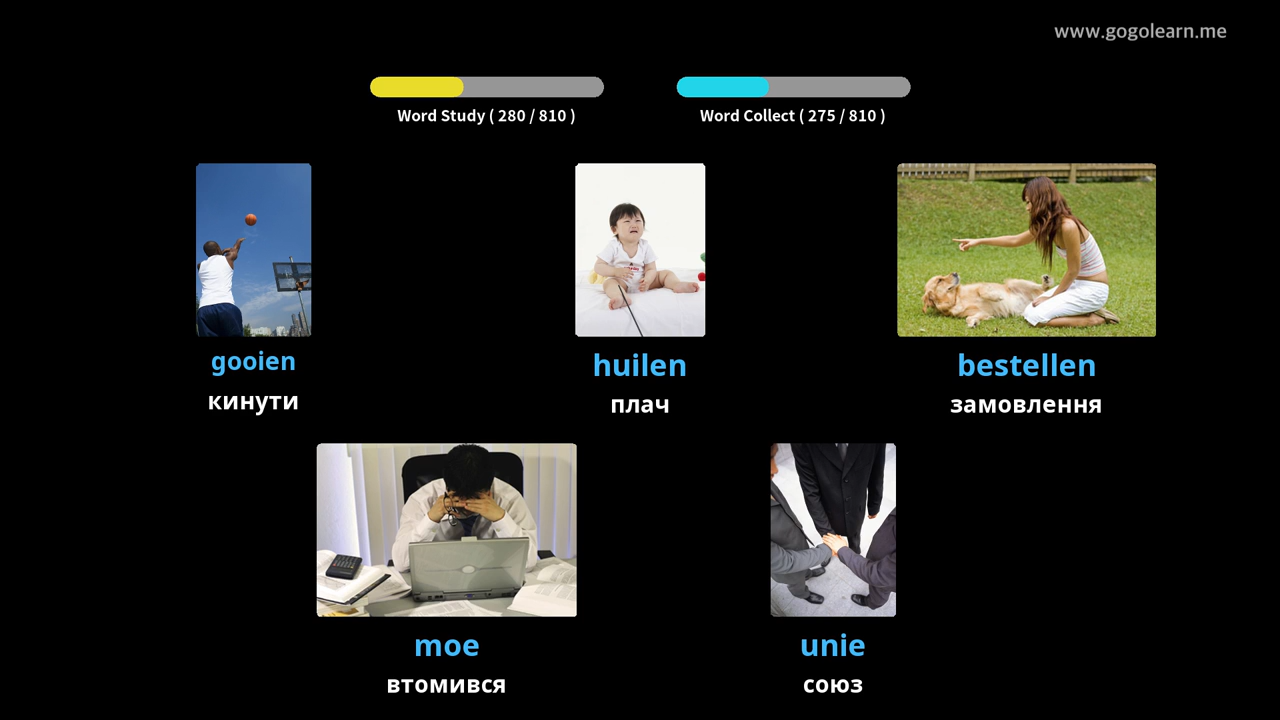 www.gogolearn.me
Word Study ( 280 / 810 )
Word Collect ( 275 / 810 )
gooien
кинути
huilen
плач
bestellen
замовлення
moe
втомився
unie
союз